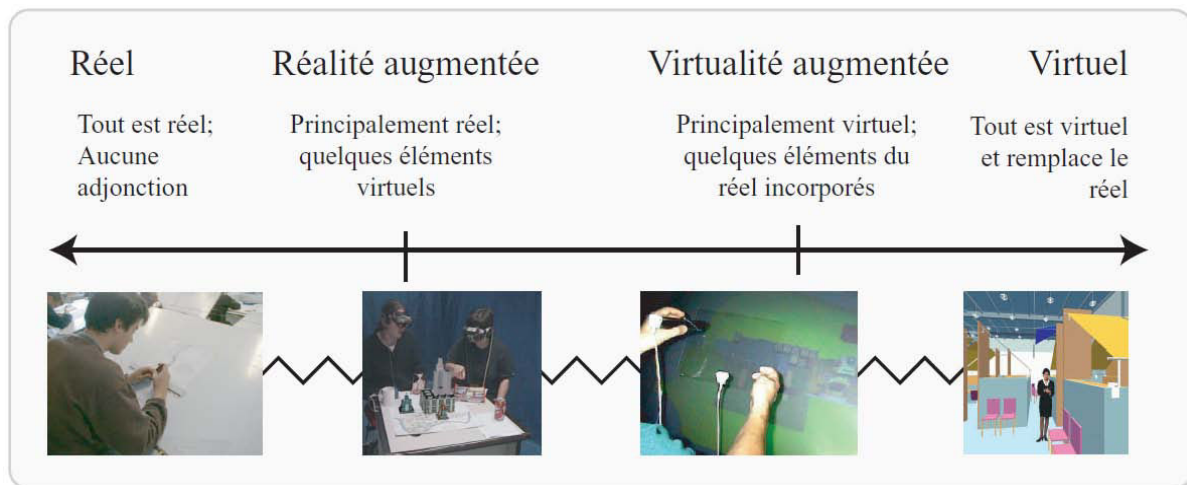 Réel
Tout est réel;
Aucune
adjonction
Réalité augmentée
Principalement réel;
quelques éléments
virtuels
Virtualité augmentée
Principalement virtuel;
quelques éléments du
réel incorporés
Virtuel
Tout est virtuel
et remplace le
réel